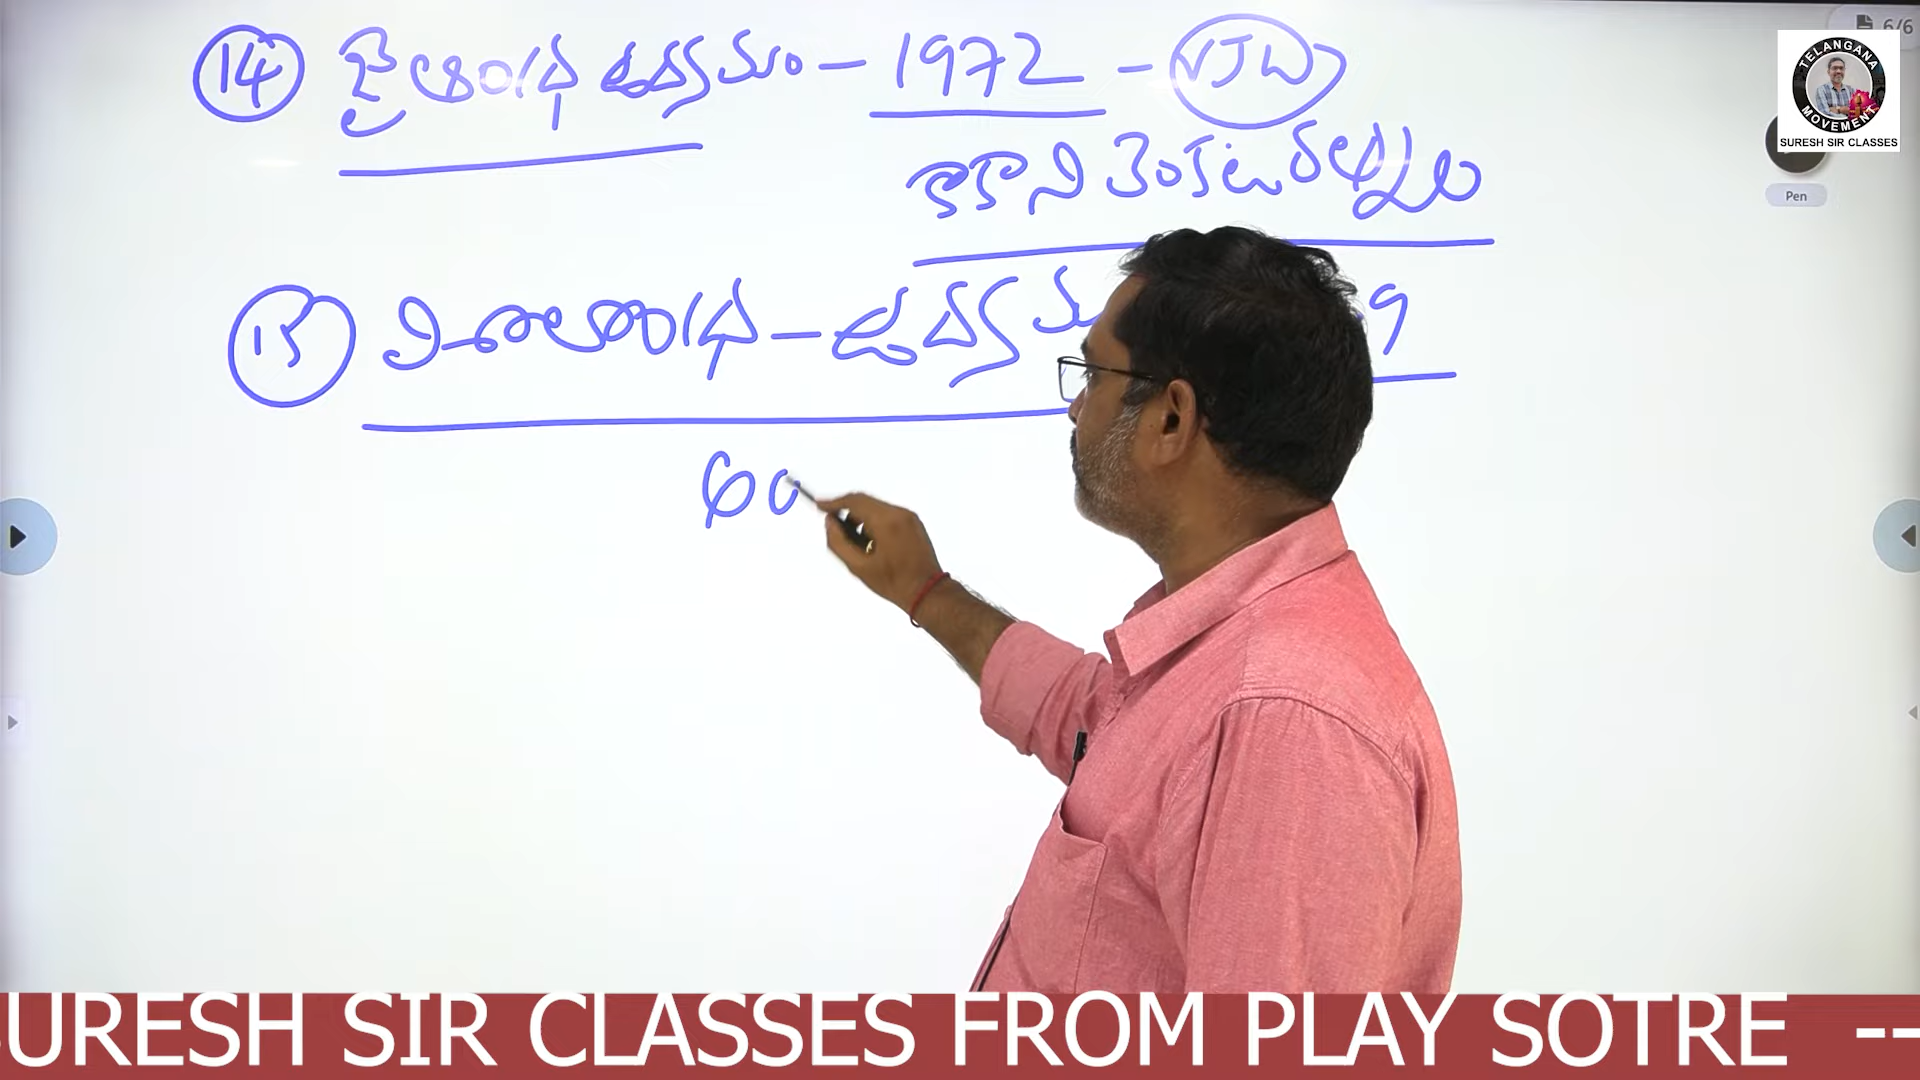 6/6
TELANGANA MOVEMENT
SURESH SIR CLASSES
Pen
14 జై ఆంధ్ర ఉద్యమం - 1972 - VJW
కాకాని వెంకటరత్నం
15 విశాలాంధ్ర - ఉద్యమ 9
60
SURESH SIR CLASSES FROM PLAY SOTRE --